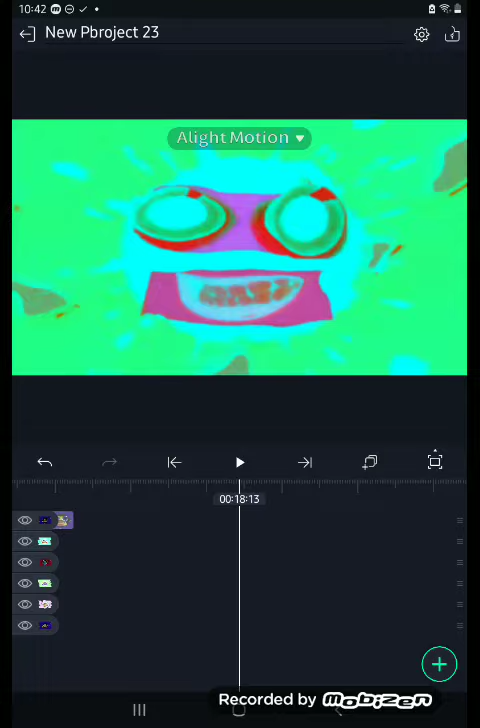 10:42
New Pbroject 23
Alight Motion
00:18:13
Recorded by Mobizen